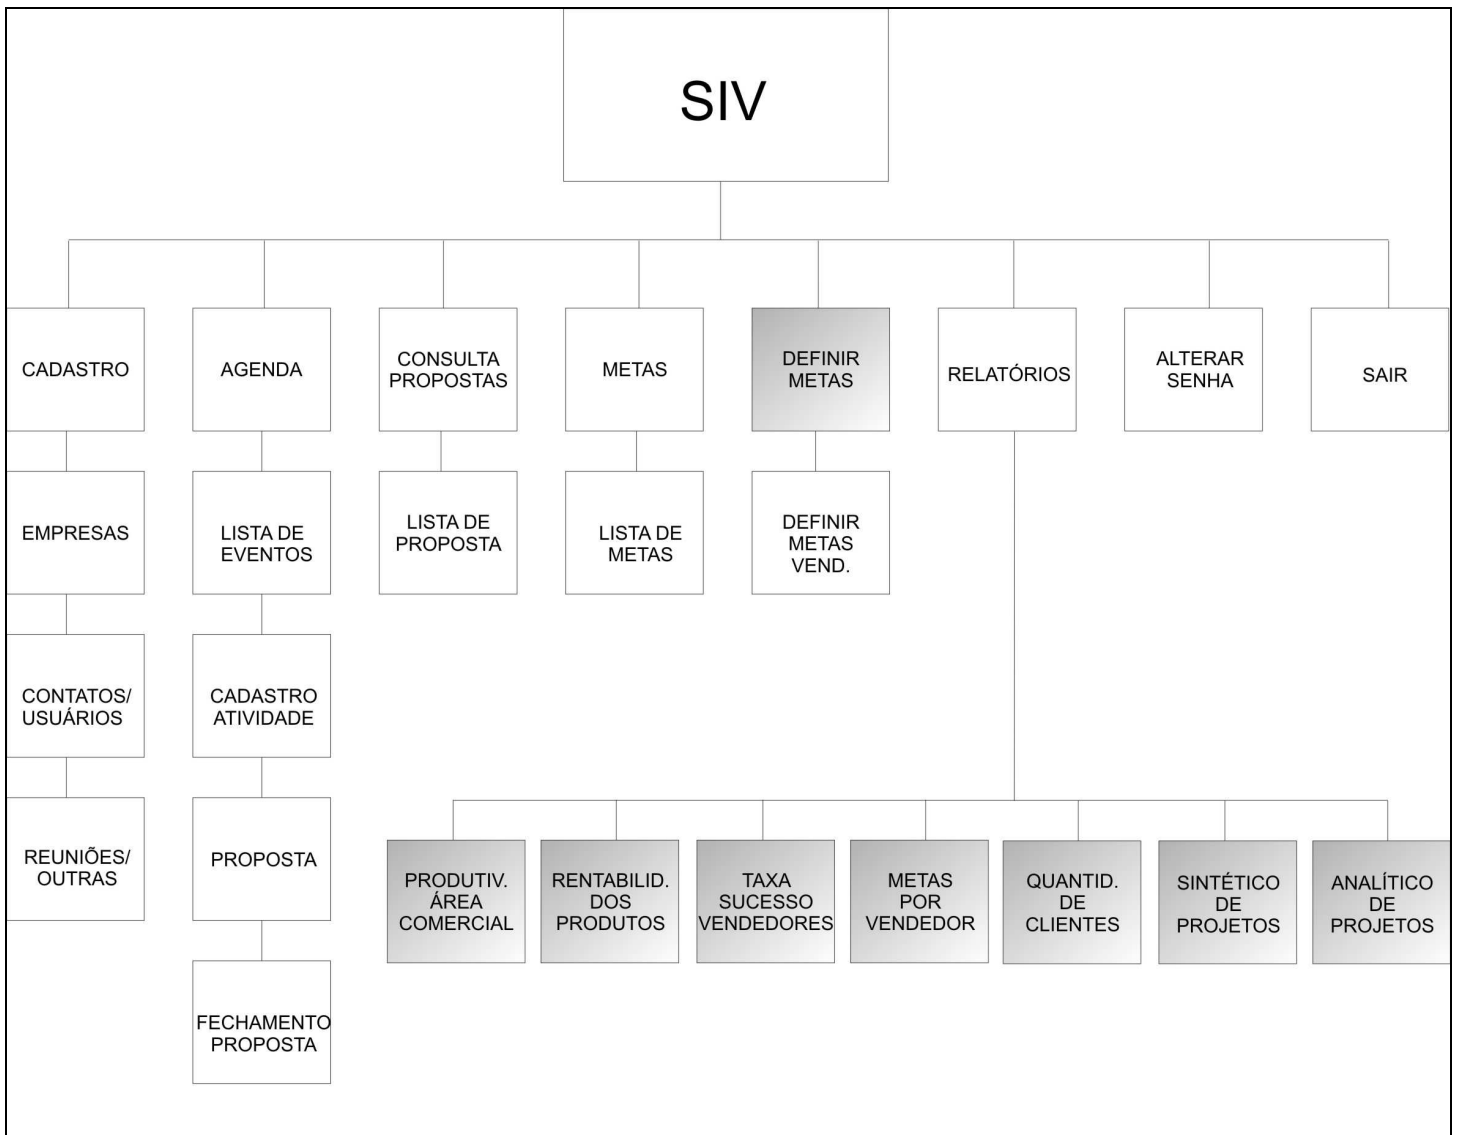 SIV
CADASTRO
AGENDA
CONSULTA
PROPOSTAS
METAS
DEFINIR
METAS
RELATÓRIOS
ALTERAR
SENHA
SAIR
EMPRESAS
LISTA DE
EVENTOS
LISTA DE
PROPOSTA
LISTA DE
METAS
DEFINIR
METAS
VEND.
CONTATOS/
USUÁRIOS
CADASTRO
ATIVIDADE
REUNIÕES/
OUTRAS
PROPOSTA
PRODUTIV.
ÁREA
COMERCIAL
RENTABILID.
DOS
PRODUTOS
TAXA
SUCESSO
VENDEDORES
METAS
POR
VENDEDOR
QUANTID.
DE
CLIENTES
SINTÉTICO
DE
PROJETOS
ANALÍTICO
DE
PROJETOS
FECHAMENTO
PROPOSTA